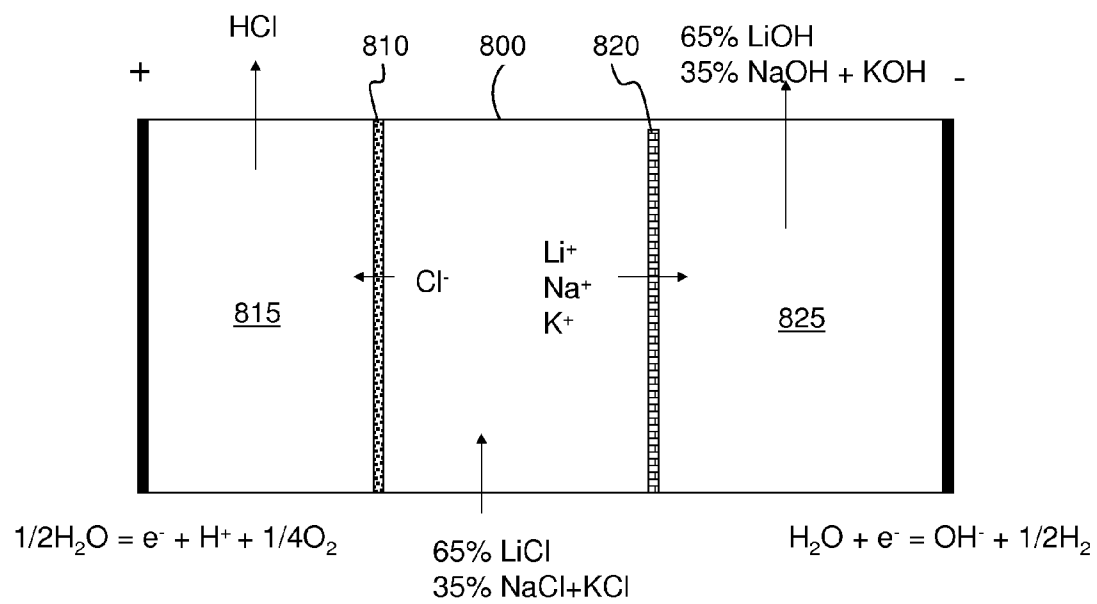 HCl
810
800
820
65% LiOH
35% NaOH + KOH
+
-
Li⁺
Cl⁻
Na⁺
K⁺
815
825
1/2H₂O = e⁻ + H⁺ + 1/4O₂
H₂O + e⁻ = OH⁻ + 1/2H₂
65% LiCl
35% NaCl+KCl